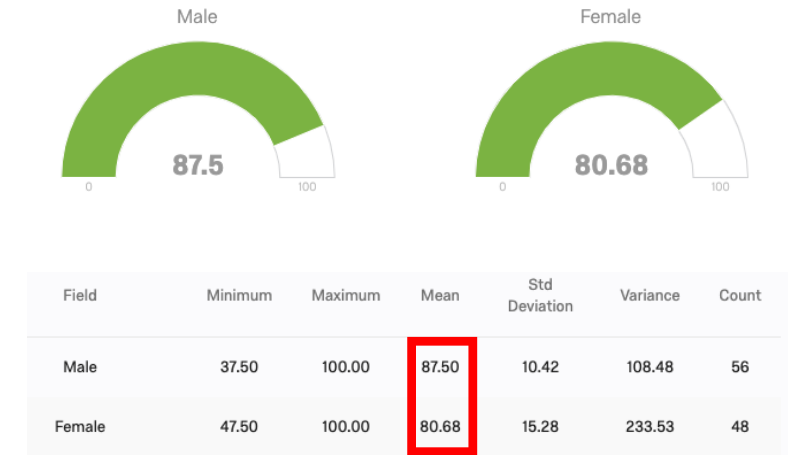 Male Female
87.5 80.68
0 100 0 100
Field Minimum Maximum Mean Std Deviation Variance Count
Male 37.50 100.00 87.50 10.42 108.48 56
Female 47.50 100.00 80.68 15.28 233.53 48